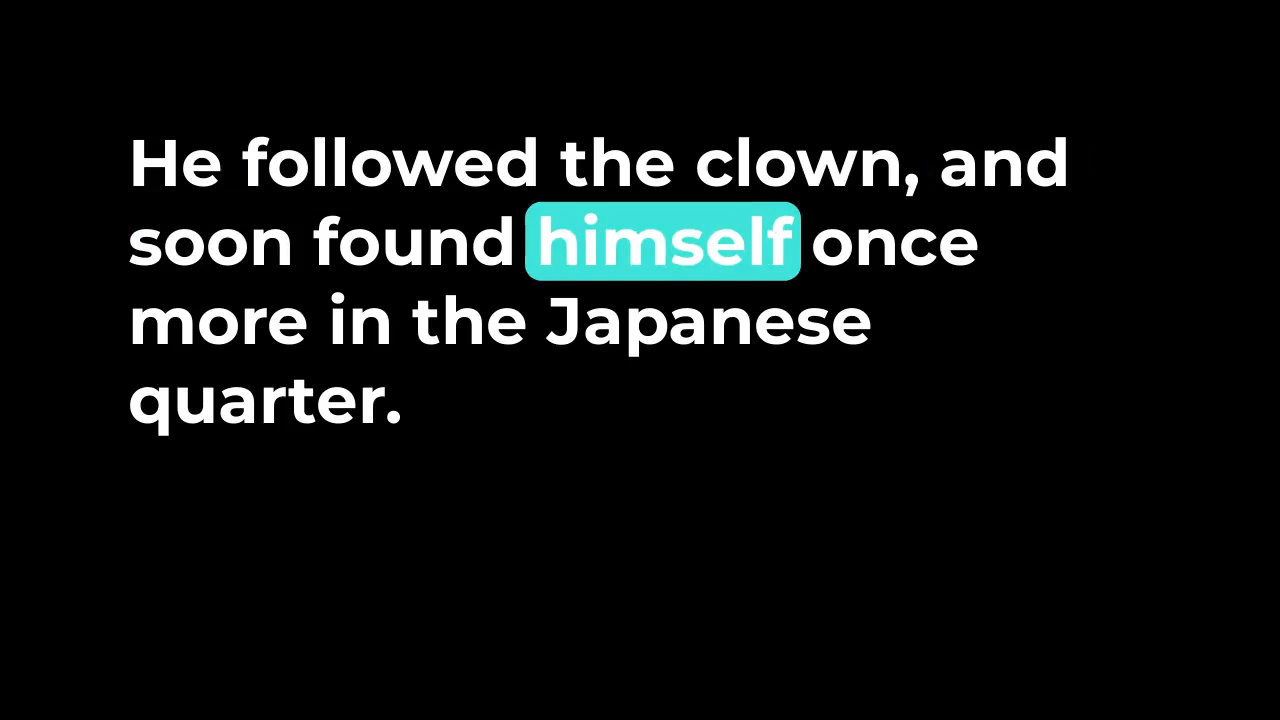 He followed the clown, and
soon found himself once
more in the Japanese
quarter.